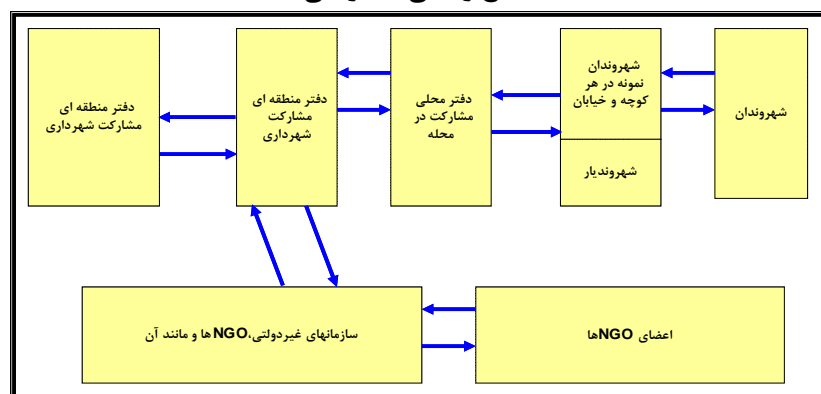 شهروندان
شهروندان
نمونه در هر
کوچه و خیابان
شهروندیار
دفتر محلی
مشارکت در
محله
دفتر منطقه ای
مشارکت
شهرداری
دفتر منطقه ای
مشارکت شهرداری
اعضای NGOها
سازمانهای غیردولتی،NGOها و مانند آن